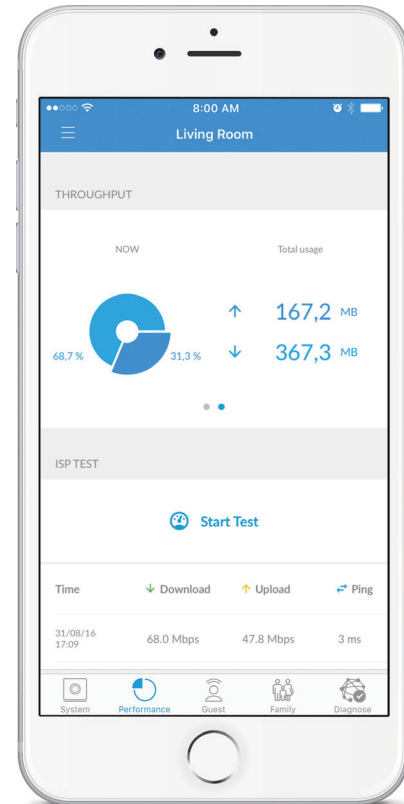 8:00 AM
Living Room
THROUGHPUT
NOW Total usage
↑ 167,2 MB
68,7 % 31,3 % ↓ 367,3 MB
ISP TEST
Start Test
Time ↓ Download ↑ Upload ⇄ Ping
31/08/16
17:09 68.0 Mbps 47.8 Mbps 3 ms
System Performance Guest Family Diagnose